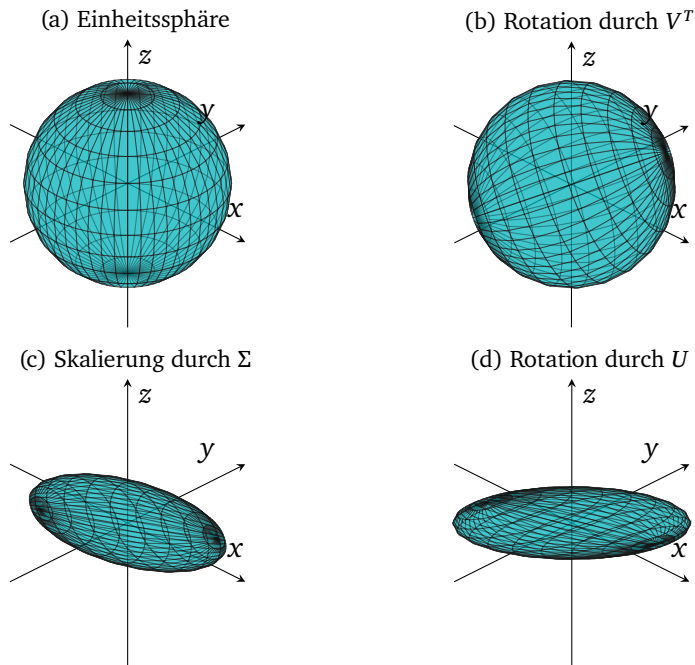 (a) Einheitssphäre
z
y
x
(b) Rotation durch V^T
z
y
x
(c) Skalierung durch Σ
z
y
x
(d) Rotation durch U
z
y
x